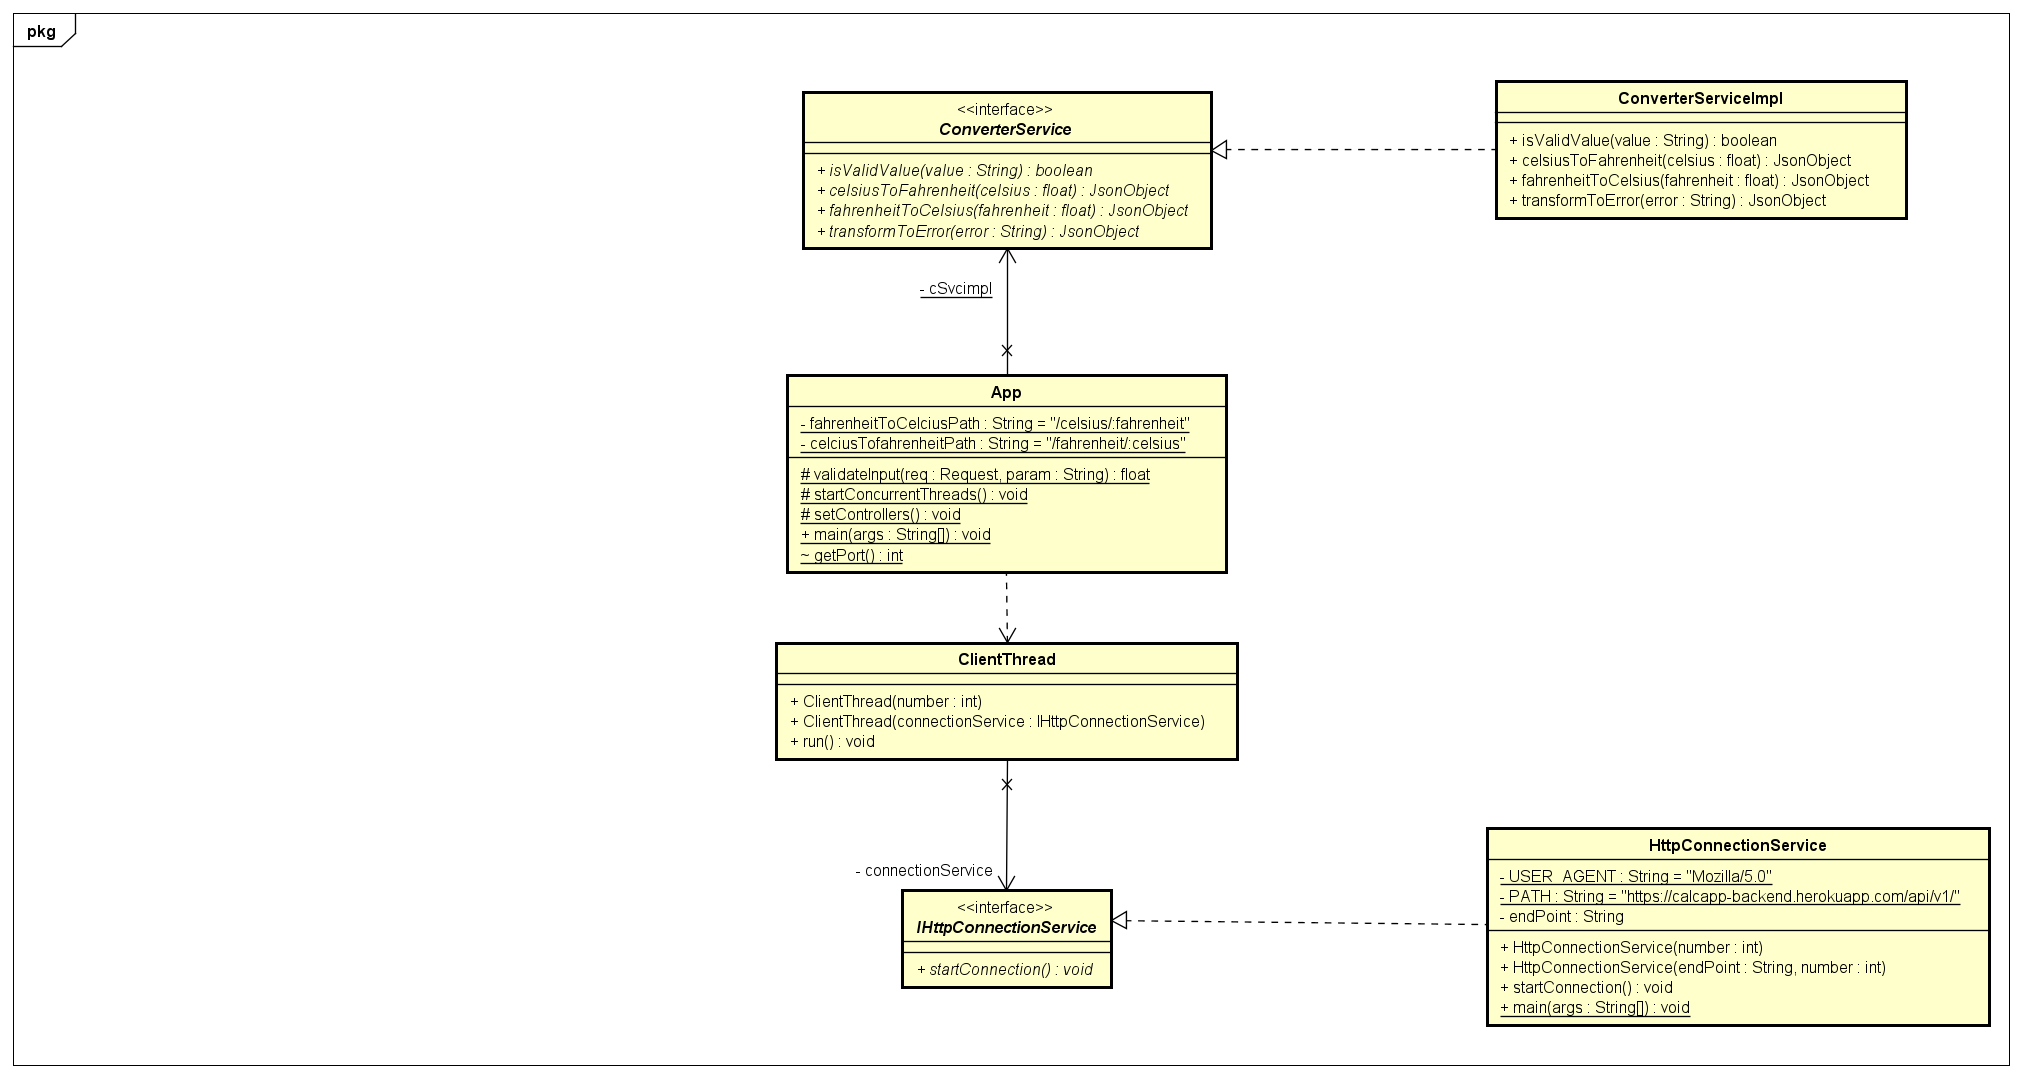 pkg
<<interface>>
ConverterService
+ isValidValue(value : String) : boolean
+ celsiusToFahrenheit(celsius : float) : JsonObject
+ fahrenheitToCelsius(fahrenheit : float) : JsonObject
+ transformToError(error : String) : JsonObject
ConverterServiceImpl
+ isValidValue(value : String) : boolean
+ celsiusToFahrenheit(celsius : float) : JsonObject
+ fahrenheitToCelsius(fahrenheit : float) : JsonObject
+ transformToError(error : String) : JsonObject
- cSvcimpl
App
- fahrenheitToCelciusPath : String = "/celsius/:fahrenheit"
- celciusTofahrenheitPath : String = "/fahrenheit/:celsius"
# validateInput(req : Request, param : String) : float
# startConcurrentThreads() : void
# setControllers() : void
+ main(args : String[]) : void
~ getPort() : int
ClientThread
+ ClientThread(number : int)
+ ClientThread(connectionService : IHttpConnectionService)
+ run() : void
- connectionService
<<interface>>
IHttpConnectionService
+ startConnection() : void
HttpConnectionService
- USER_AGENT : String = "Mozilla/5.0"
- PATH : String = "https://calcapp-backend.herokuapp.com/api/v1/"
- endPoint : String
+ HttpConnectionService(number : int)
+ HttpConnectionService(endPoint : String, number : int)
+ startConnection() : void
+ main(args : String[]) : void